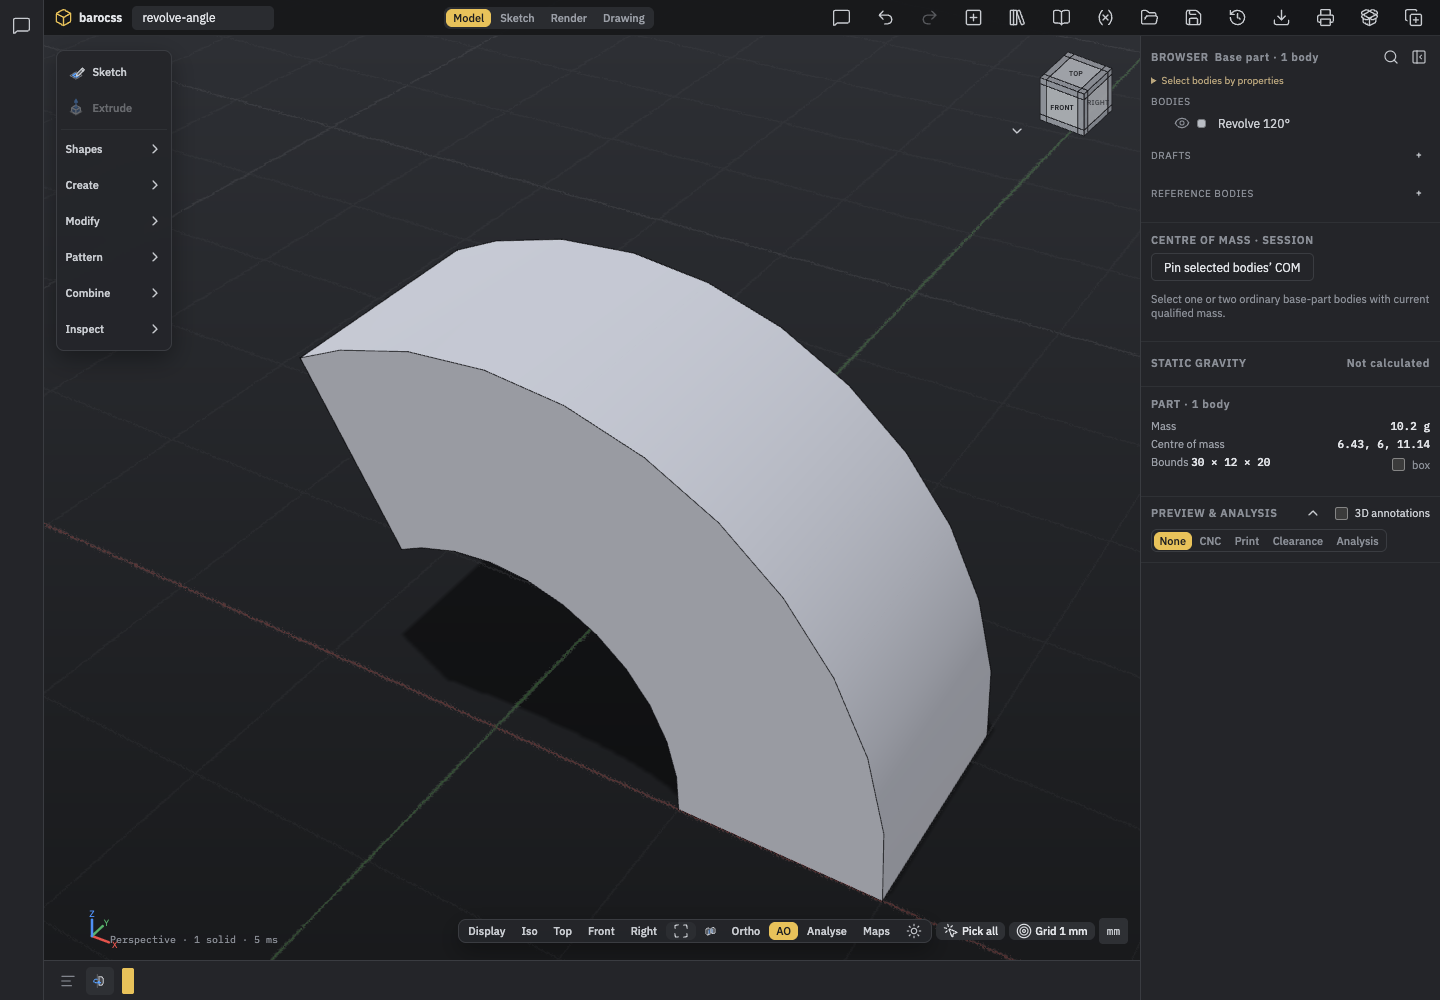 barocss
revolve-angle
Model
Sketch
Render
Drawing
Sketch
Extrude
Shapes
Create
Modify
Pattern
Combine
Inspect
TOP
FRONT
RIGHT
BROWSER Base part · 1 body
Select bodies by properties
BODIES
Revolve 120°
DRAFTS
+
REFERENCE BODIES
+
CENTRE OF MASS · SESSION
Pin selected bodies’ COM
Select one or two ordinary base-part bodies with current
qualified mass.
STATIC GRAVITY Not calculated
PART · 1 body
Mass 10.2 g
Centre of mass 6.43, 6, 11.14
Bounds 30 × 12 × 20 box
PREVIEW & ANALYSIS 3D annotations
None CNC Print Clearance Analysis
Z
Y
X
Perspective · 1 solid · 5 ms
Display Iso Top Front Right Ortho AO Analyse Maps Pick all Grid 1 mm mm